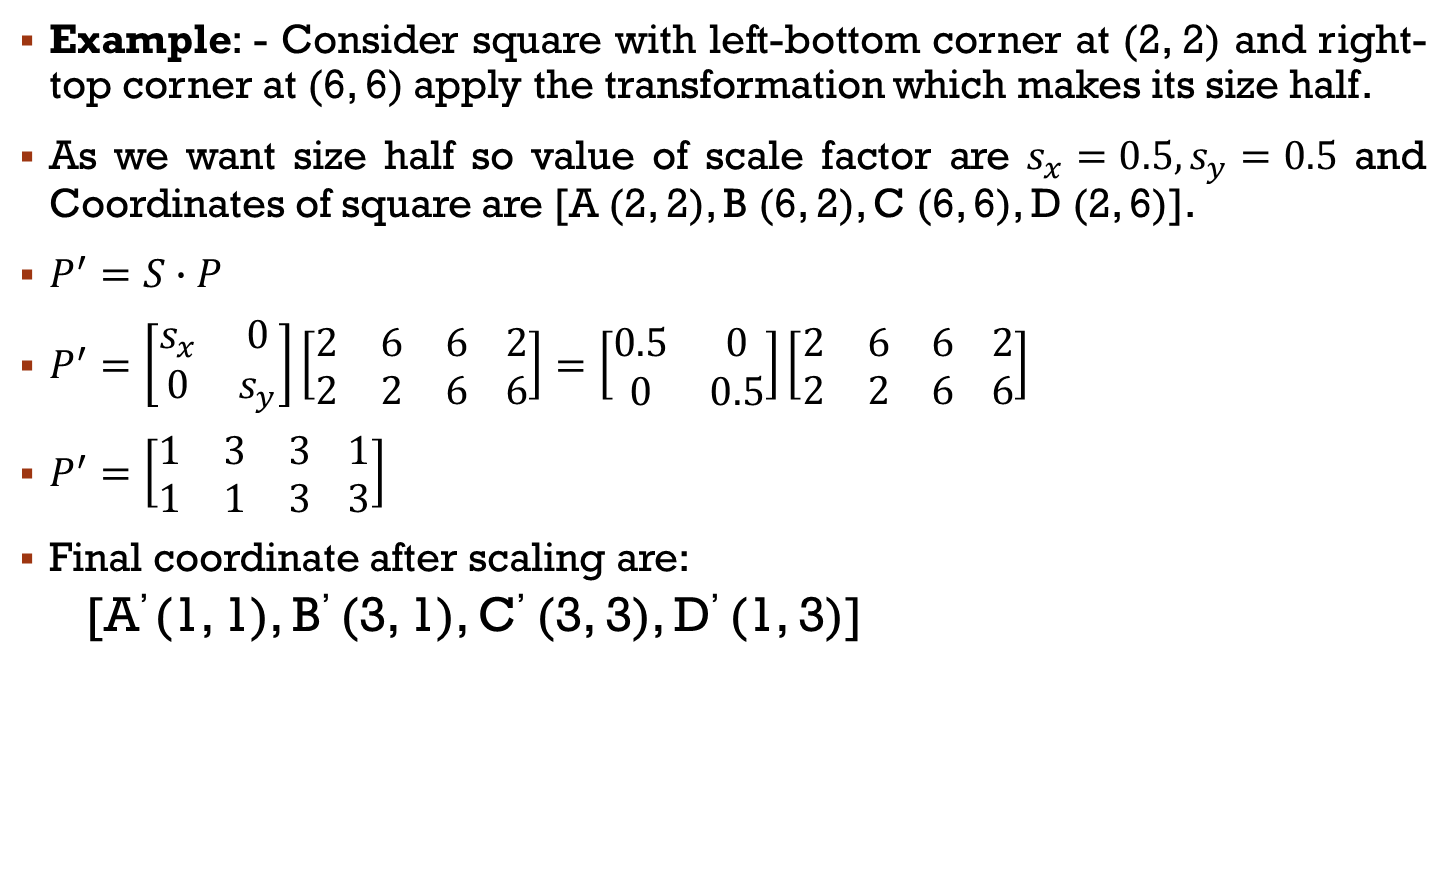 ▪ Example: - Consider square with left-bottom corner at (2, 2) and right-
top corner at (6, 6) apply the transformation which makes its size half.
▪ As we want size half so value of scale factor are sₓ = 0.5, s_y = 0.5 and
Coordinates of square are [A (2, 2), B (6, 2), C (6, 6), D (2, 6)].
▪ P′ = S · P
▪ P′ = [sₓ 0; 0 s_y] [2 6 6 2; 2 2 6 6] = [0.5 0; 0 0.5] [2 6 6 2; 2 2 6 6]
▪ P′ = [1 3 3 1; 1 1 3 3]
▪ Final coordinate after scaling are:
[A’ (1, 1), B’ (3, 1), C’ (3, 3), D’ (1, 3)]